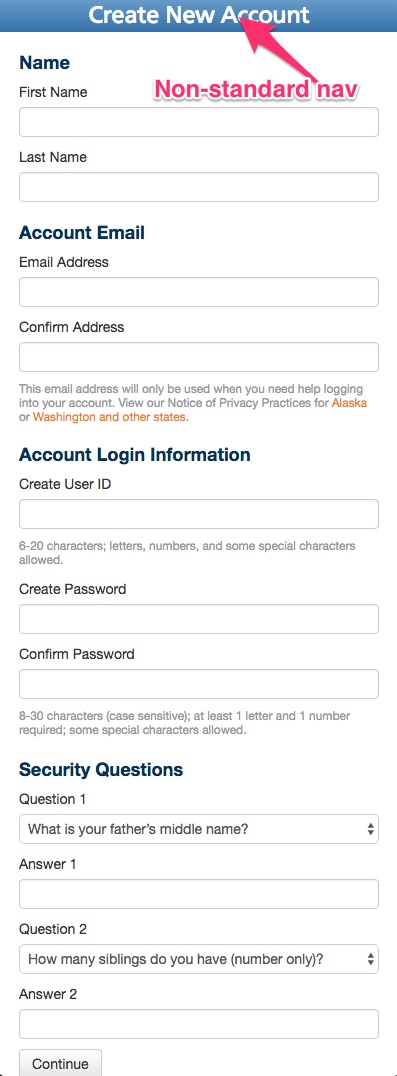 Create New Account
Non-standard nav
Name
First Name
Last Name
Account Email
Email Address
Confirm Address
This email address will only be used when you need help logging
into your account. View our Notice of Privacy Practices for Alaska
or Washington and other states.
Account Login Information
Create User ID
6-20 characters; letters, numbers, and some special characters
allowed.
Create Password
Confirm Password
8-30 characters (case sensitive); at least 1 letter and 1 number
required; some special characters allowed.
Security Questions
Question 1
What is your father's middle name?
Answer 1
Question 2
How many siblings do you have (number only)?
Answer 2
Continue